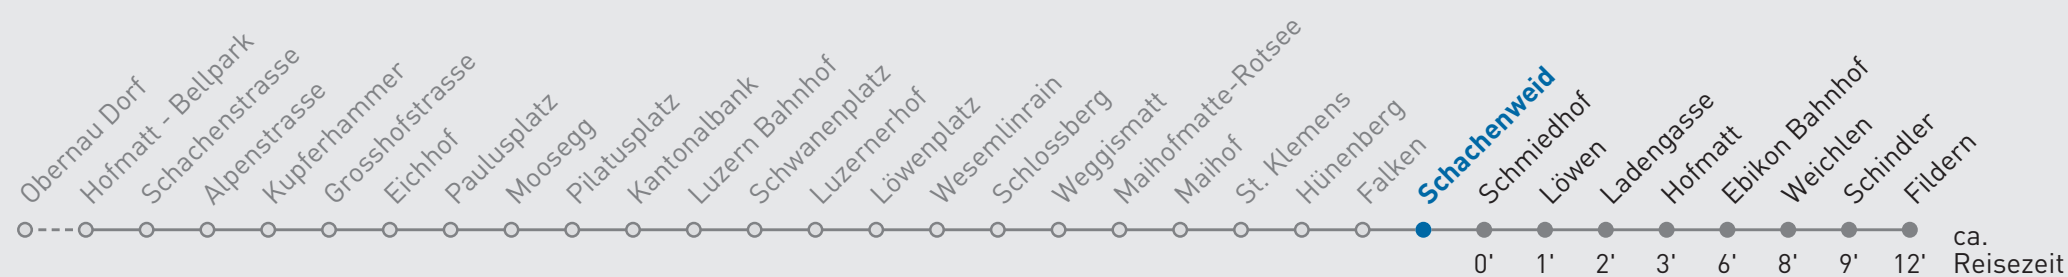 Obernau Dorf
Hofmatt - Bellpark
Schachenstrasse
Alpenstrasse
Kupferhammer
Grosshofstrasse
Eichhof
Paulusplatz
Moosegg
Pilatusplatz
Kantonalbank
Luzern Bahnhof
Schwanenplatz
Luzernerhof
Löwenplatz
Wesemlinrain
Schlossberg
Weggismatt
Maihofmatte-Rotsee
Maihof
St. Klemens
Hünenberg
Falken
Schachenweid
Schmiedhof
Löwen
Ladengasse
Hofmatt
Ebikon Bahnhof
Weichlen
Schindler
Fildern
0' 1' 2' 3' 6' 8' 9' 12'
ca.
Reisezeit